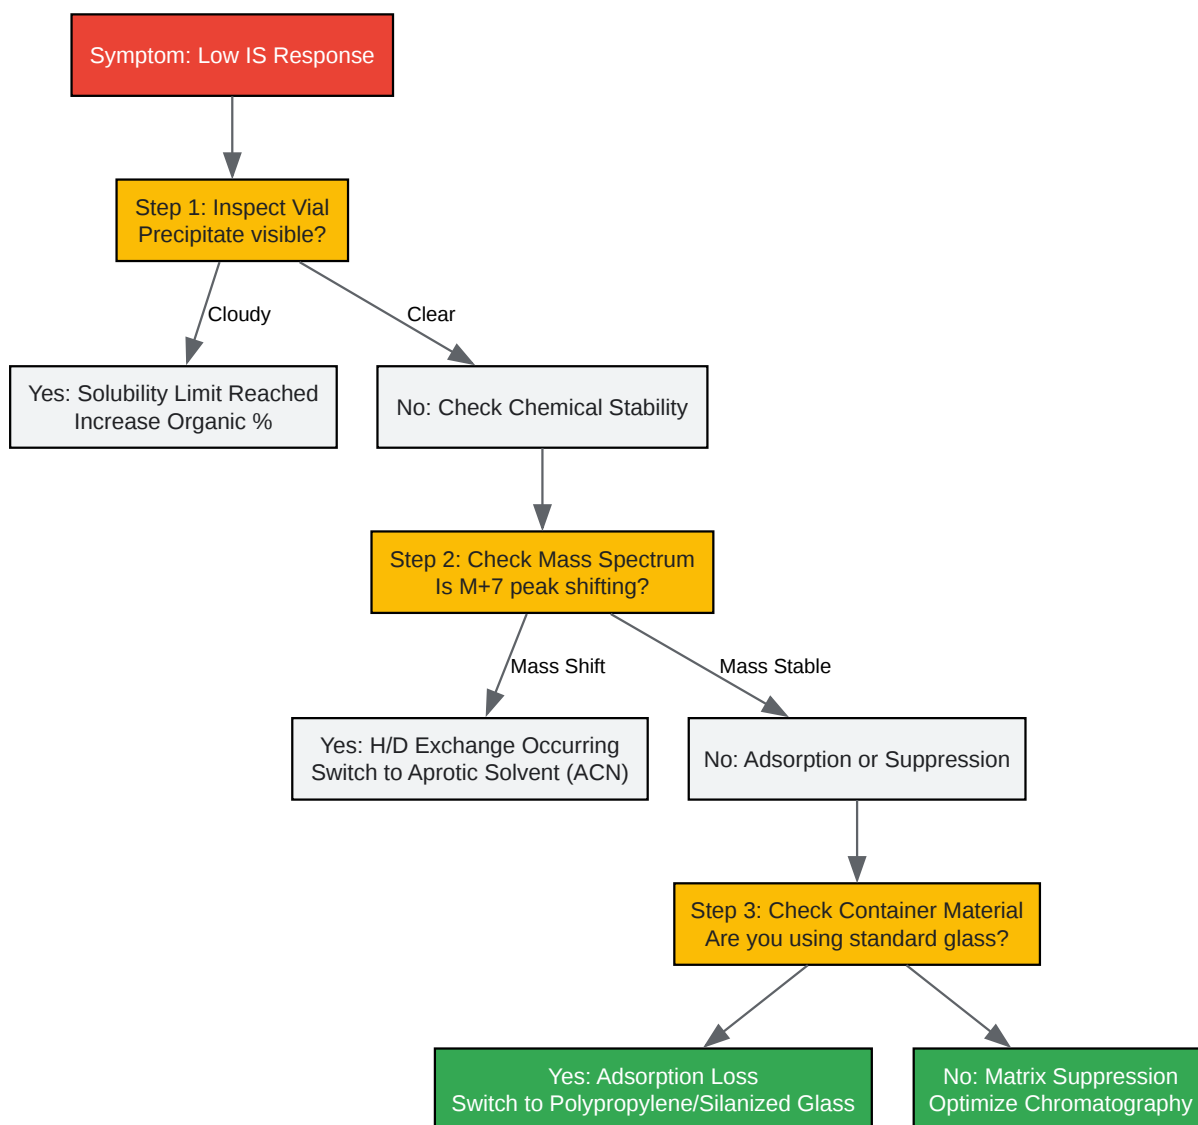 Symptom: Low IS Response
Step 1: Inspect Vial
Precipitate visible?
Cloudy
Clear
Yes: Solubility Limit Reached
Increase Organic %
No: Check Chemical Stability
Step 2: Check Mass Spectrum
Is M+7 peak shifting?
Mass Shift
Mass Stable
Yes: H/D Exchange Occurring
Switch to Aprotic Solvent (ACN)
No: Adsorption or Suppression
Step 3: Check Container Material
Are you using standard glass?
Yes: Adsorption Loss
Switch to Polypropylene/Silanized Glass
No: Matrix Suppression
Optimize Chromatography